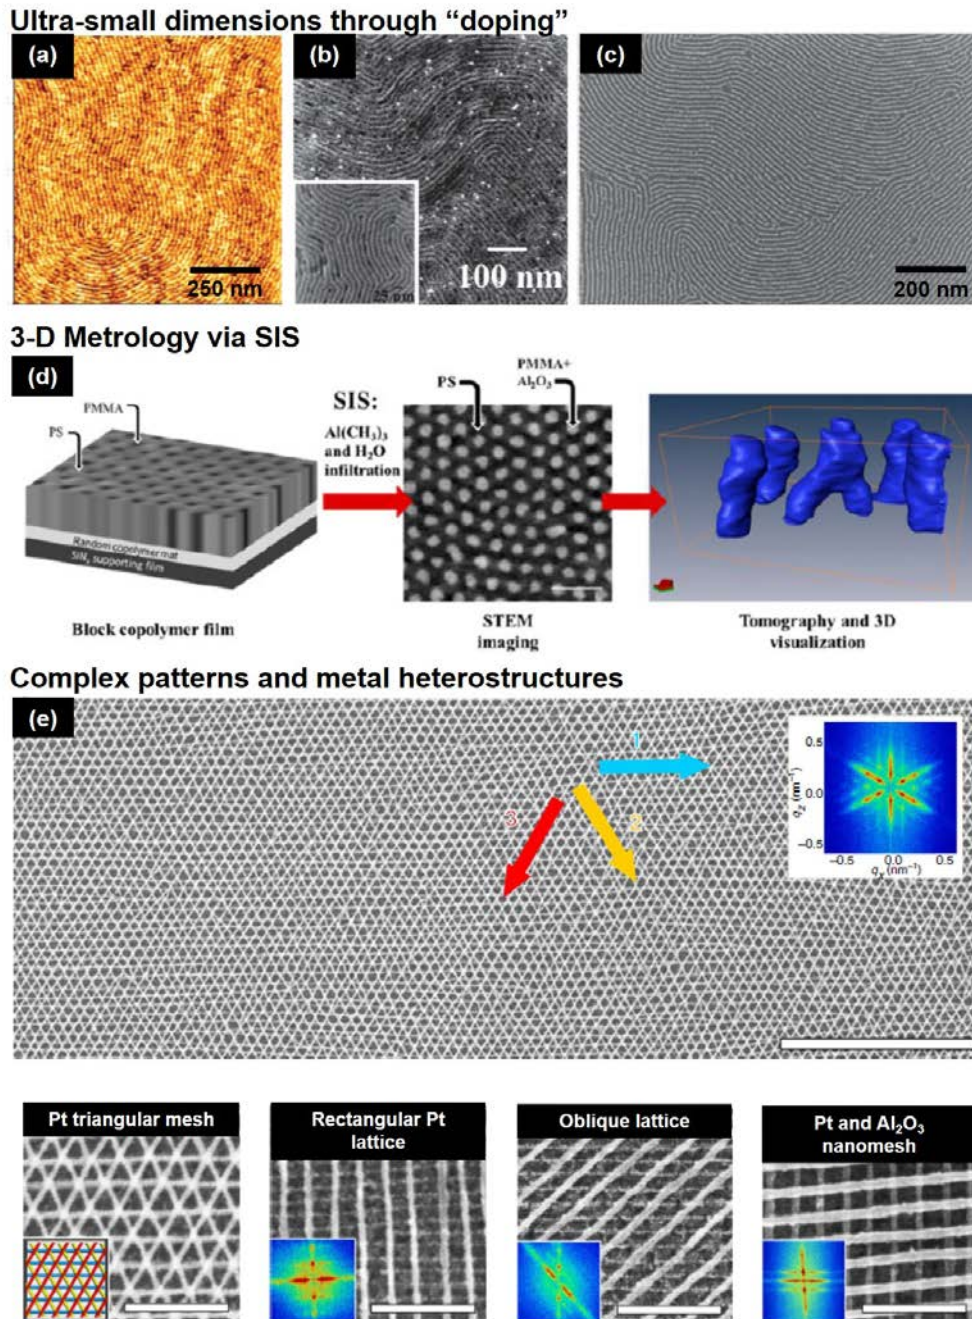 Ultra-small dimensions through “doping”
(a)
(b)
(c)
250 nm
25 nm
100 nm
200 nm
3-D Metrology via SIS
(d)
PMMA
PS
Random copolymer mat
SiNx supporting film
Block copolymer film
SIS:
Al(CH3)3
and H2O
infiltration
PS
PMMA+
Al2O3
STEM
imaging
Tomography and 3D
visualization
Complex patterns and metal heterostructures
(e)
1
2
3
0.5
0.0
−0.5
qz (nm−1)
−0.5 0.0 0.5
qx (nm−1)
Pt triangular mesh
Rectangular Pt
lattice
Oblique lattice
Pt and Al2O3
nanomesh